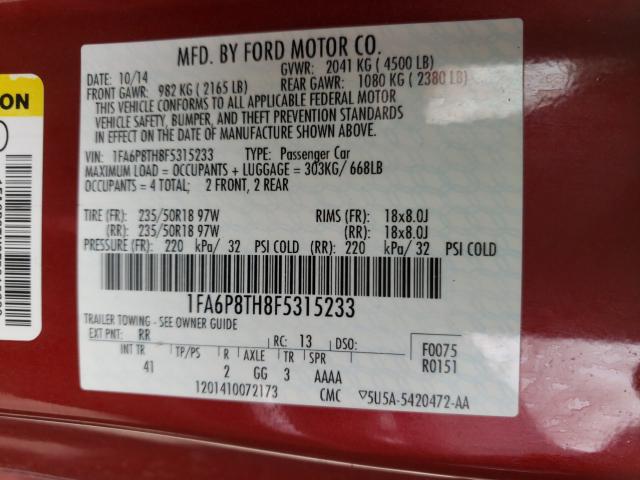 MFD. BY FORD MOTOR CO.
DATE: 10/14 GVWR: 2041 KG ( 4500 LB)
FRONT GAWR: 982 KG ( 2165 LB) REAR GAWR: 1080 KG ( 2380 LB)
THIS VEHICLE CONFORMS TO ALL APPLICABLE FEDERAL MOTOR
VEHICLE SAFETY, BUMPER, AND THEFT PREVENTION STANDARDS
IN EFFECT ON THE DATE OF MANUFACTURE SHOWN ABOVE.
VIN: 1FA6P8TH8F5315233 TYPE: Passenger Car
MAXIMUM LOAD = OCCUPANTS + LUGGAGE = 303KG/ 668LB
OCCUPANTS = 4 TOTAL; 2 FRONT, 2 REAR
TIRE (FR): 235/50R18 97W RIMS (FR): 18x8.0J
(RR): 235/50R18 97W (RR): 18x8.0J
PRESSURE (FR): 220 kPa/ 32 PSI COLD (RR): 220 kPa/ 32 PSI COLD
1FA6P8TH8F5315233
TRAILER TOWING - SEE OWNER GUIDE
EXT PNT: RR RC: 13 DSO: F0075
INT TR TP/PS R AXLE TR SPR R0151
41 2 GG 3 AAAA
1201410072173 CMC ▽5U5A-5420472-AA
ON